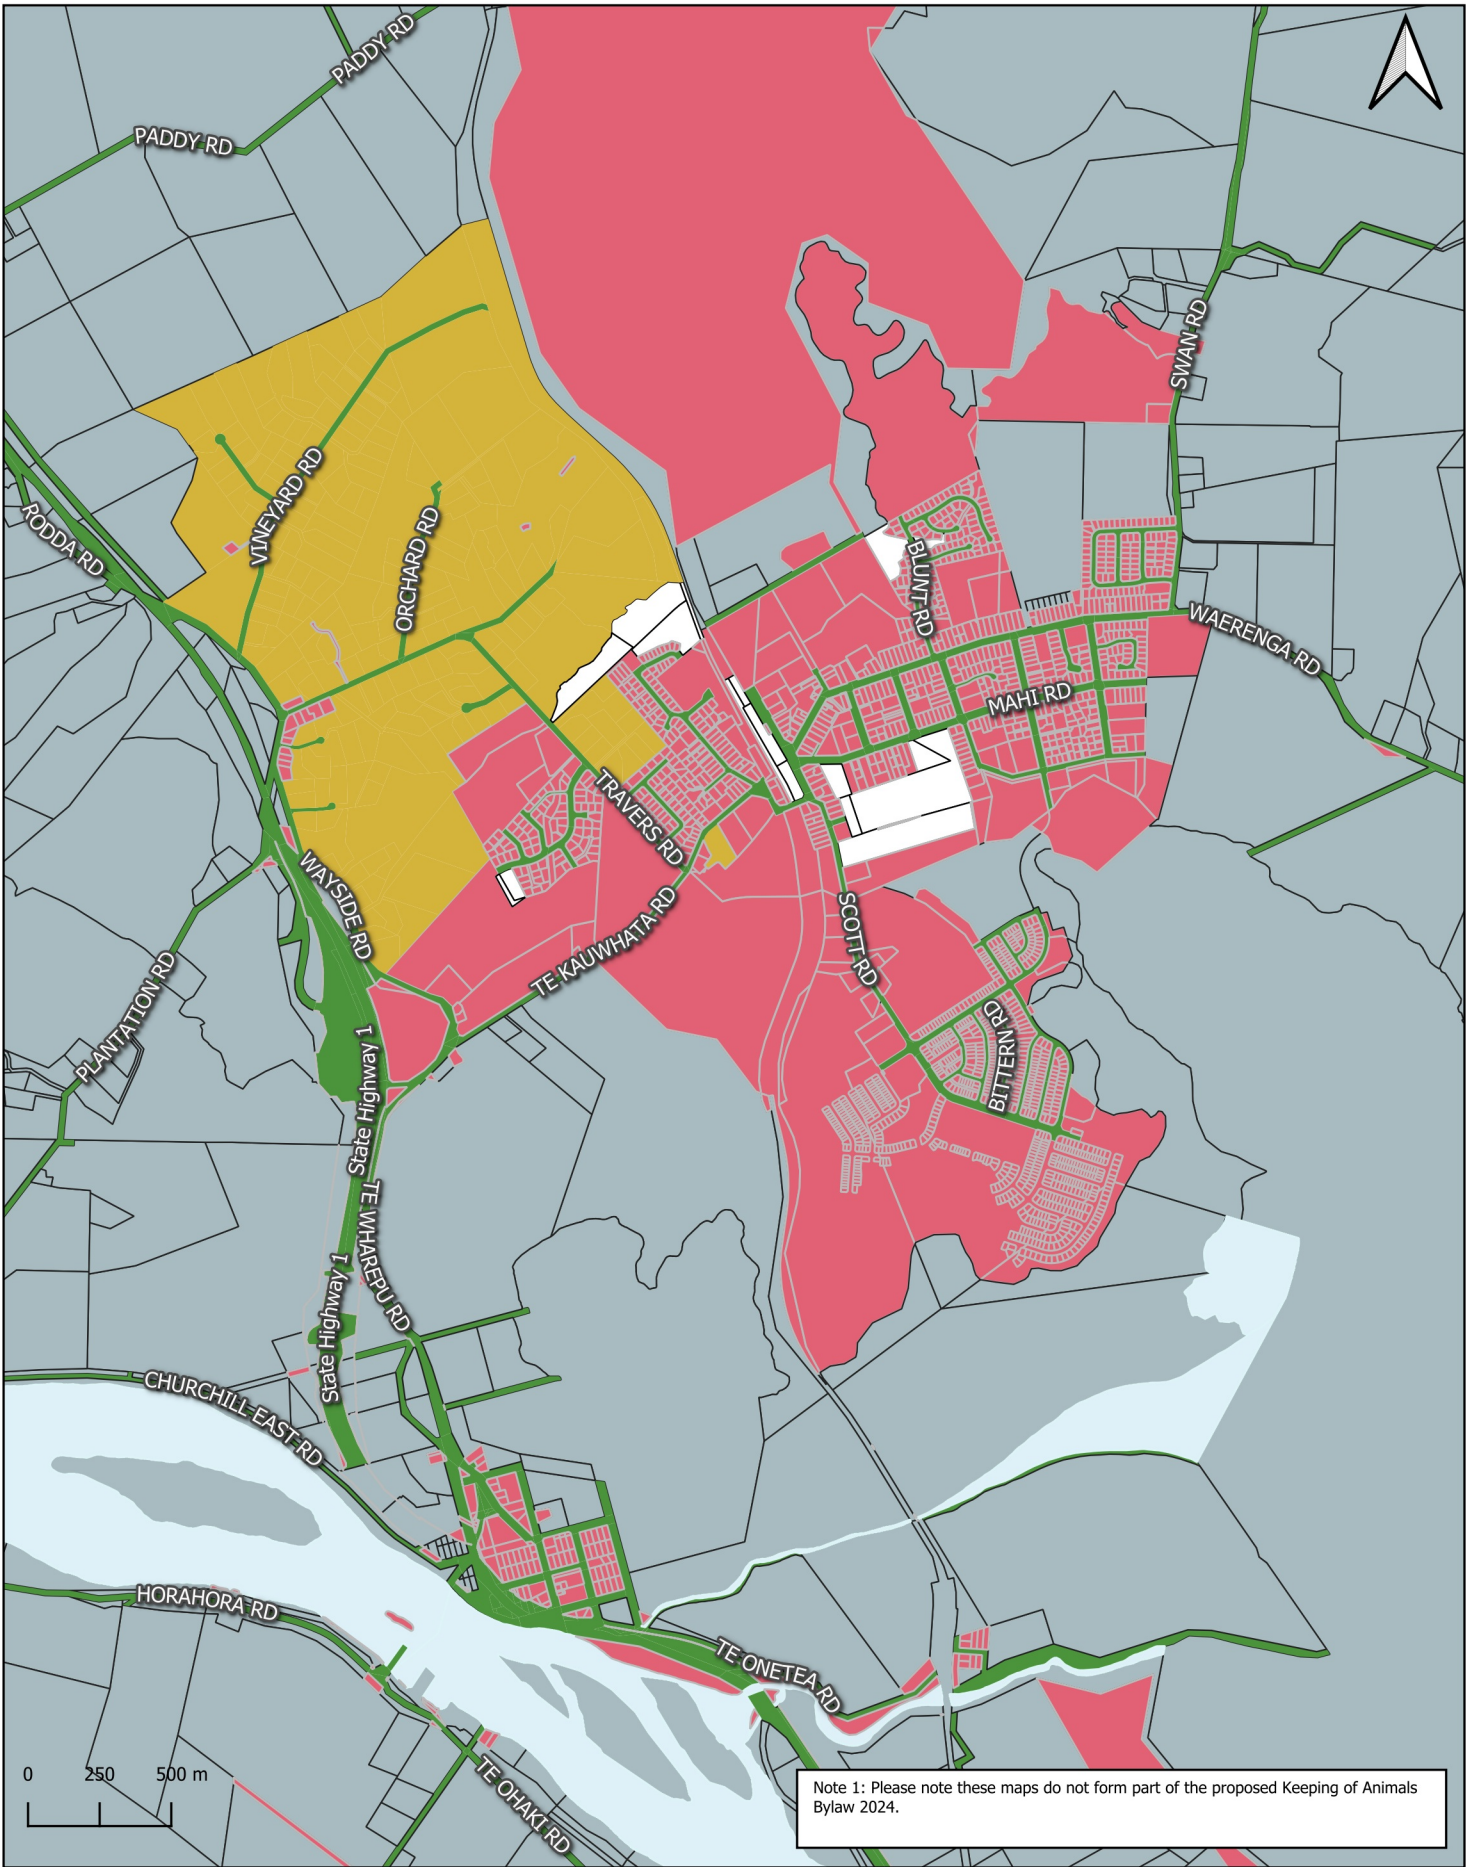 PADDY RD
PADDY RD
SWAN RD
VINEYARD RD
RODDA RD
ORCHARD RD
BLUNT RD
WAERENGA RD
MAHI RD
TRAVERS RD
WAYSIDE RD
TE KAUWHATA RD
SCOTT RD
PLANTATION RD
BITTERN RD
State Highway 1
TE WHAREPU RD
State Highway 1
CHURCHILL EAST RD
HORAHORA RD
TE ONETEA RD
TE OHAKI RD
0 250 500 m
Note 1: Please note these maps do not form part of the proposed Keeping of Animals
Bylaw 2024.